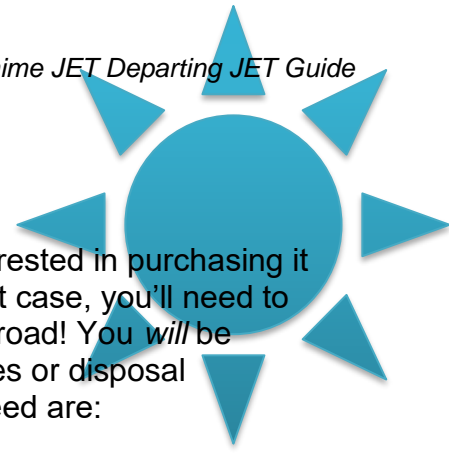 ime JET Departing JET Guide
rested in purchasing it
t case, you'll need to
road! You will be
es or disposal
eed are: